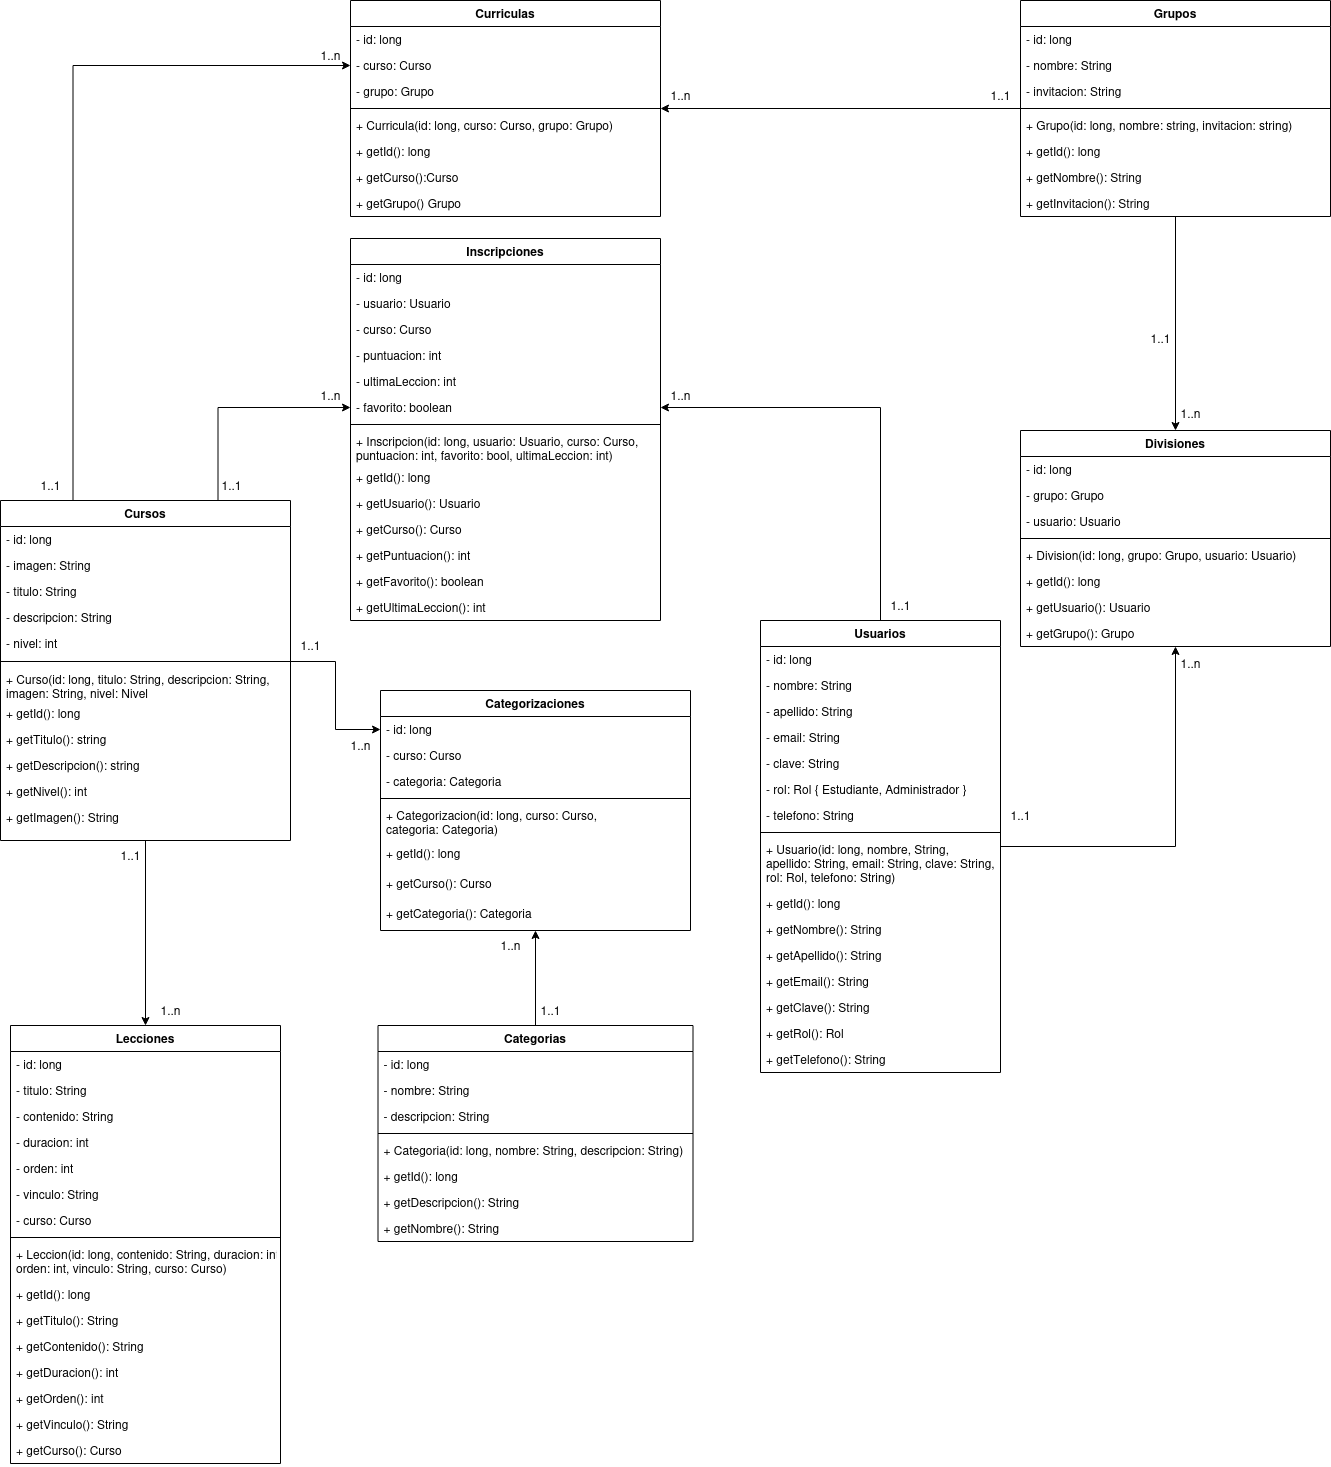 Curriculas
- id: long
- curso: Curso
- grupo: Grupo
+ Curricula(id: long, curso: Curso, grupo: Grupo)
+ getId(): long
+ getCurso():Curso
+ getGrupo() Grupo
1..n
1..n
1..1
Grupos
- id: long
- nombre: String
- invitacion: String
+ Grupo(id: long, nombre: string, invitacion: string)
+ getId(): long
+ getNombre(): String
+ getInvitacion(): String
Inscripciones
- id: long
- usuario: Usuario
- curso: Curso
- puntuacion: int
- ultimaLeccion: int
- favorito: boolean
+ Inscripcion(id: long, usuario: Usuario, curso: Curso,
puntuacion: int, favorito: bool, ultimaLeccion: int)
+ getId(): long
+ getUsuario(): Usuario
+ getCurso(): Curso
+ getPuntuacion(): int
+ getFavorito(): boolean
+ getUltimaLeccion(): int
1..n
1..n
1..1
1..n
1..1
1..1
Divisiones
- id: long
- grupo: Grupo
- usuario: Usuario
+ Division(id: long, grupo: Grupo, usuario: Usuario)
+ getId(): long
+ getUsuario(): Usuario
+ getGrupo(): Grupo
1..n
Cursos
- id: long
- imagen: String
- titulo: String
- descripcion: String
- nivel: int
+ Curso(id: long, titulo: String, descripcion: String,
imagen: String, nivel: Nivel
+ getId(): long
+ getTitulo(): string
+ getDescripcion(): string
+ getNivel(): int
+ getImagen(): String
1..1
1..n
1..1
Usuarios
- id: long
- nombre: String
- apellido: String
- email: String
- clave: String
- rol: Rol { Estudiante, Administrador }
- telefono: String
+ Usuario(id: long, nombre, String,
apellido: String, email: String, clave: String,
rol: Rol, telefono: String)
+ getId(): long
+ getNombre(): String
+ getApellido(): String
+ getEmail(): String
+ getClave(): String
+ getRol(): Rol
+ getTelefono(): String
1..1
Categorizaciones
- id: long
- curso: Curso
- categoria: Categoria
+ Categorizacion(id: long, curso: Curso,
categoria: Categoria)
+ getId(): long
+ getCurso(): Curso
+ getCategoria(): Categoria
1..1
1..n
1..n
1..1
Lecciones
- id: long
- titulo: String
- contenido: String
- duracion: int
- orden: int
- vinculo: String
- curso: Curso
+ Leccion(id: long, contenido: String, duracion: in
orden: int, vinculo: String, curso: Curso)
+ getId(): long
+ getTitulo(): String
+ getContenido(): String
+ getDuracion(): int
+ getOrden(): int
+ getVinculo(): String
+ getCurso(): Curso
Categorias
- id: long
- nombre: String
- descripcion: String
+ Categoria(id: long, nombre: String, descripcion: String)
+ getId(): long
+ getDescripcion(): String
+ getNombre(): String